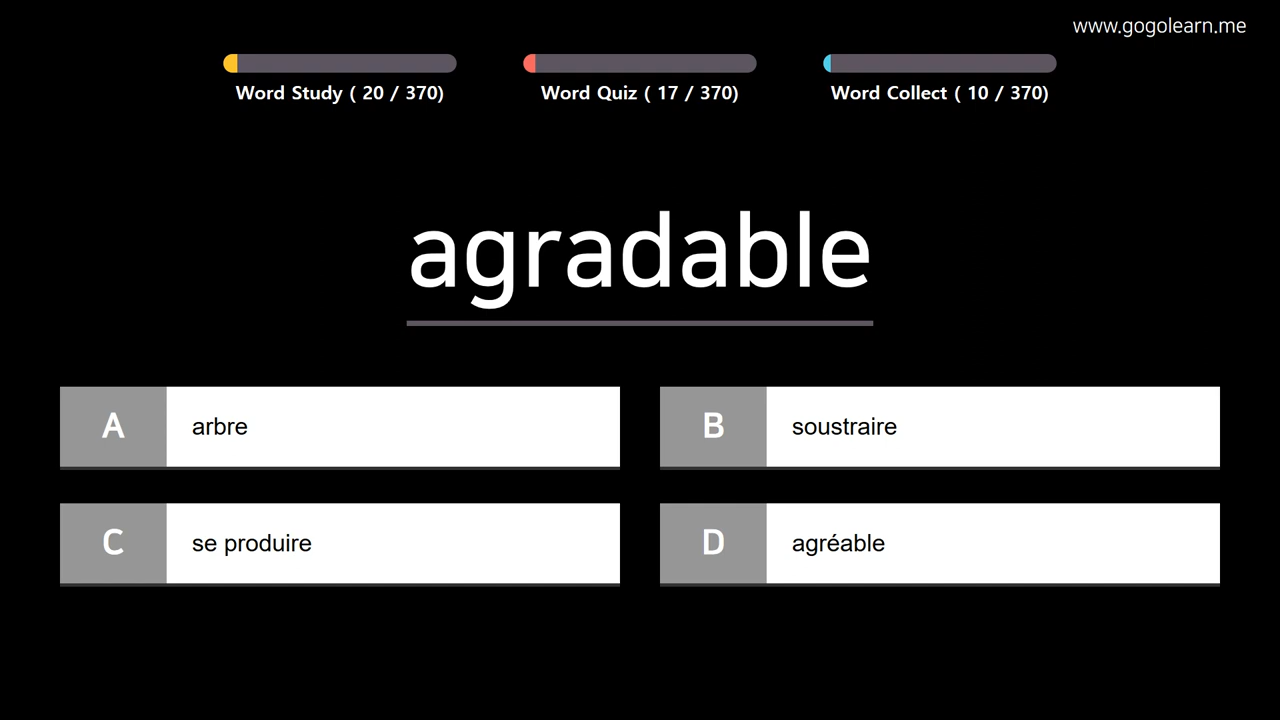 www.gogolearn.me
Word Study ( 20 / 370)
Word Quiz ( 17 / 370)
Word Collect ( 10 / 370)
agradable
A arbre
B soustraire
C se produire
D agréable